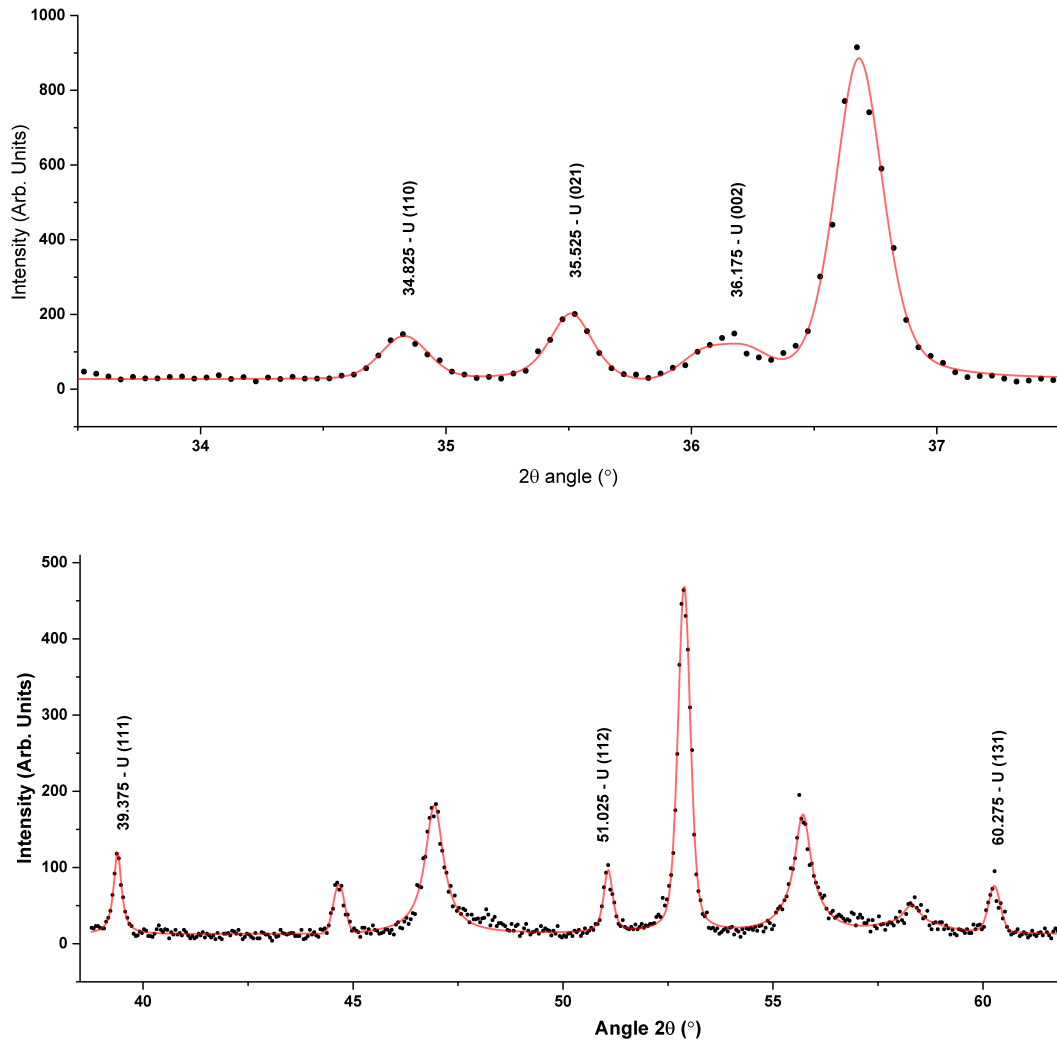 1000
800
600
400
200
0
Intensity (Arb. Units)
34.825 - U (110)
35.525 - U (021)
36.175 - U (002)
34
35
36
37
2θ angle (°)
500
400
300
200
100
0
Intensity (Arb. Units)
39.375 - U (111)
51.025 - U (112)
60.275 - U (131)
40
45
50
55
60
Angle 2θ (°)